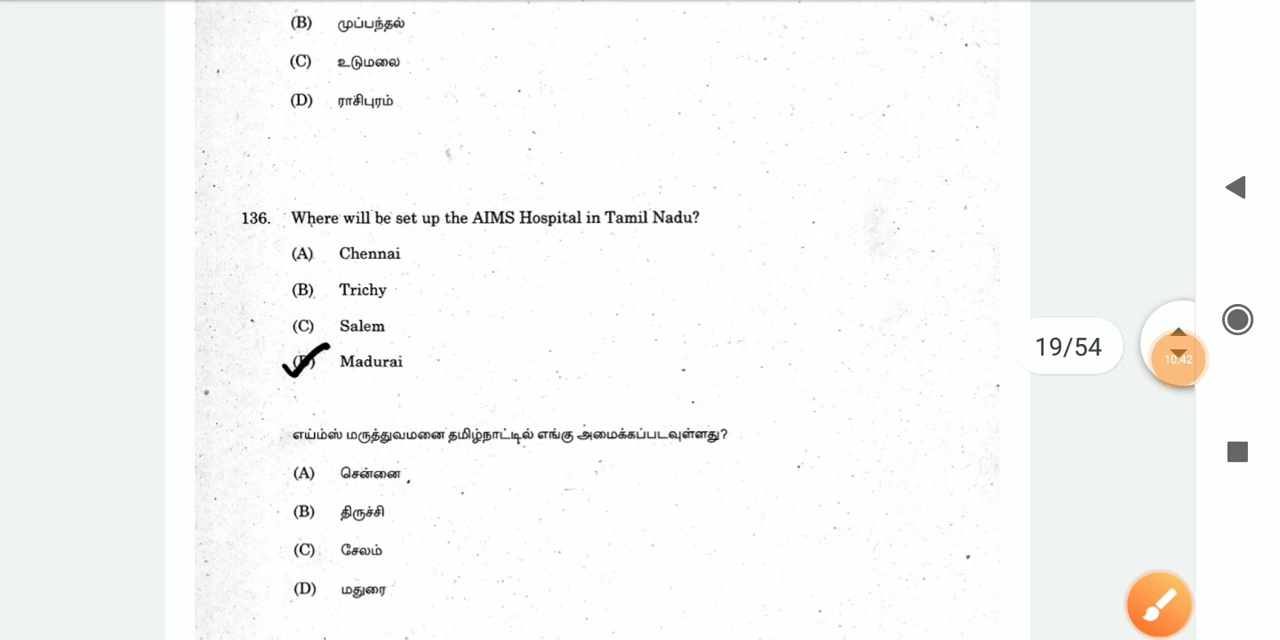 (B) முப்பந்தல்
(C) உடுமலை
(D) ராசிபுரம்
136. Where will be set up the AIMS Hospital in Tamil Nadu?
(A) Chennai
(B) Trichy
(C) Salem
(D) Madurai
19/54
10:42
எய்ம்ஸ் மருத்துவமனை தமிழ்நாட்டில் எங்கு அமைக்கப்படவுள்ளது?
(A) சென்னை
(B) திருச்சி
(C) சேலம்
(D) மதுரை